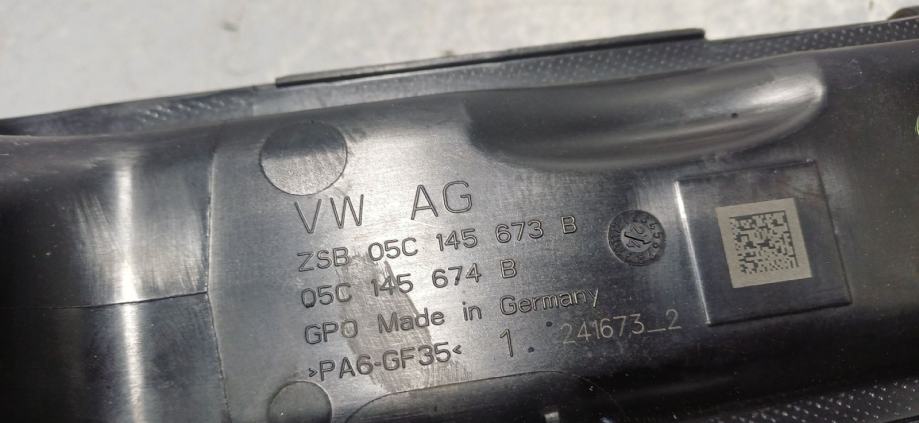 VW AG
ZSB 05C 145 673 B
05C 145 674 B
GPO Made in Germany
>PA6-GF35< 1. 241673_2